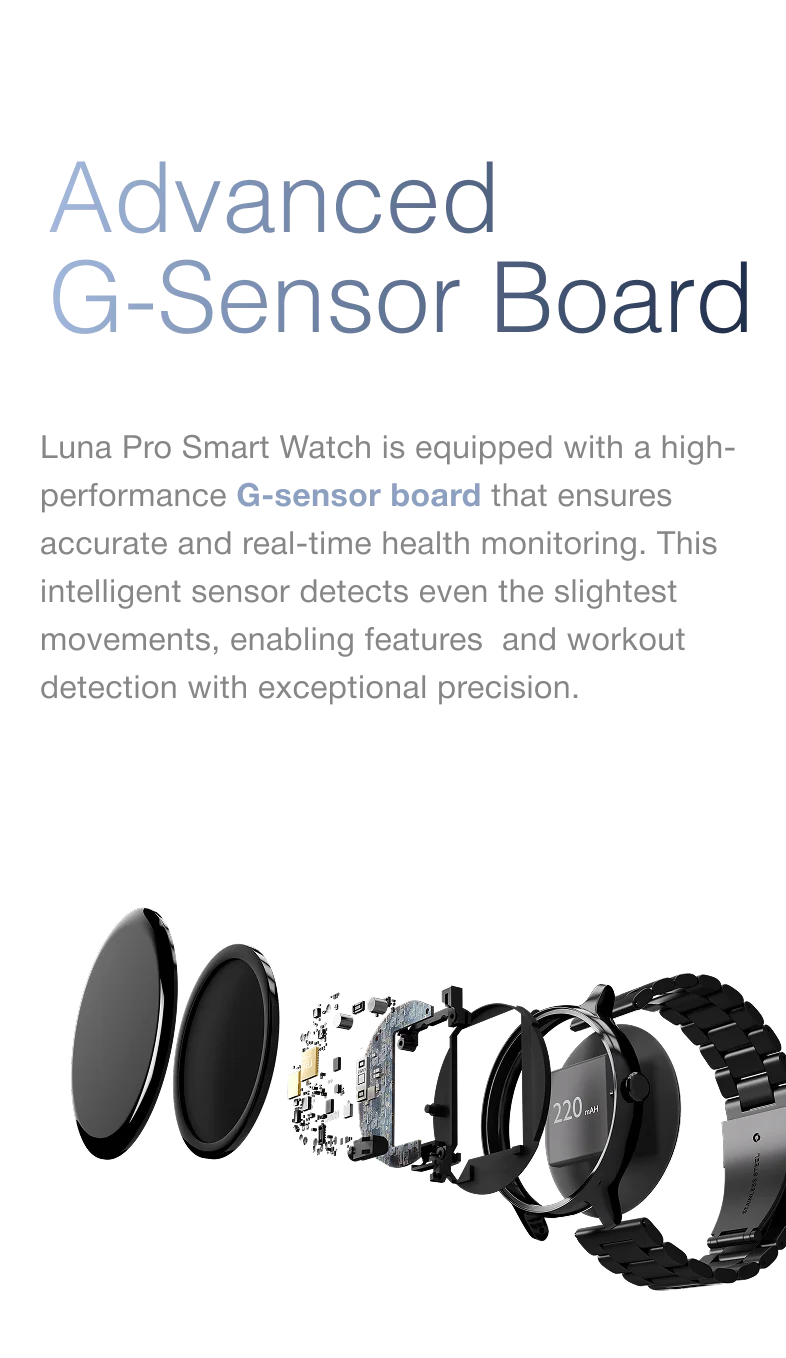 Advanced
G-Sensor Board
Luna Pro Smart Watch is equipped with a high-
performance G-sensor board that ensures
accurate and real-time health monitoring. This
intelligent sensor detects even the slightest
movements, enabling features  and workout
detection with exceptional precision.
220 mAH
STAINLESS STEEL